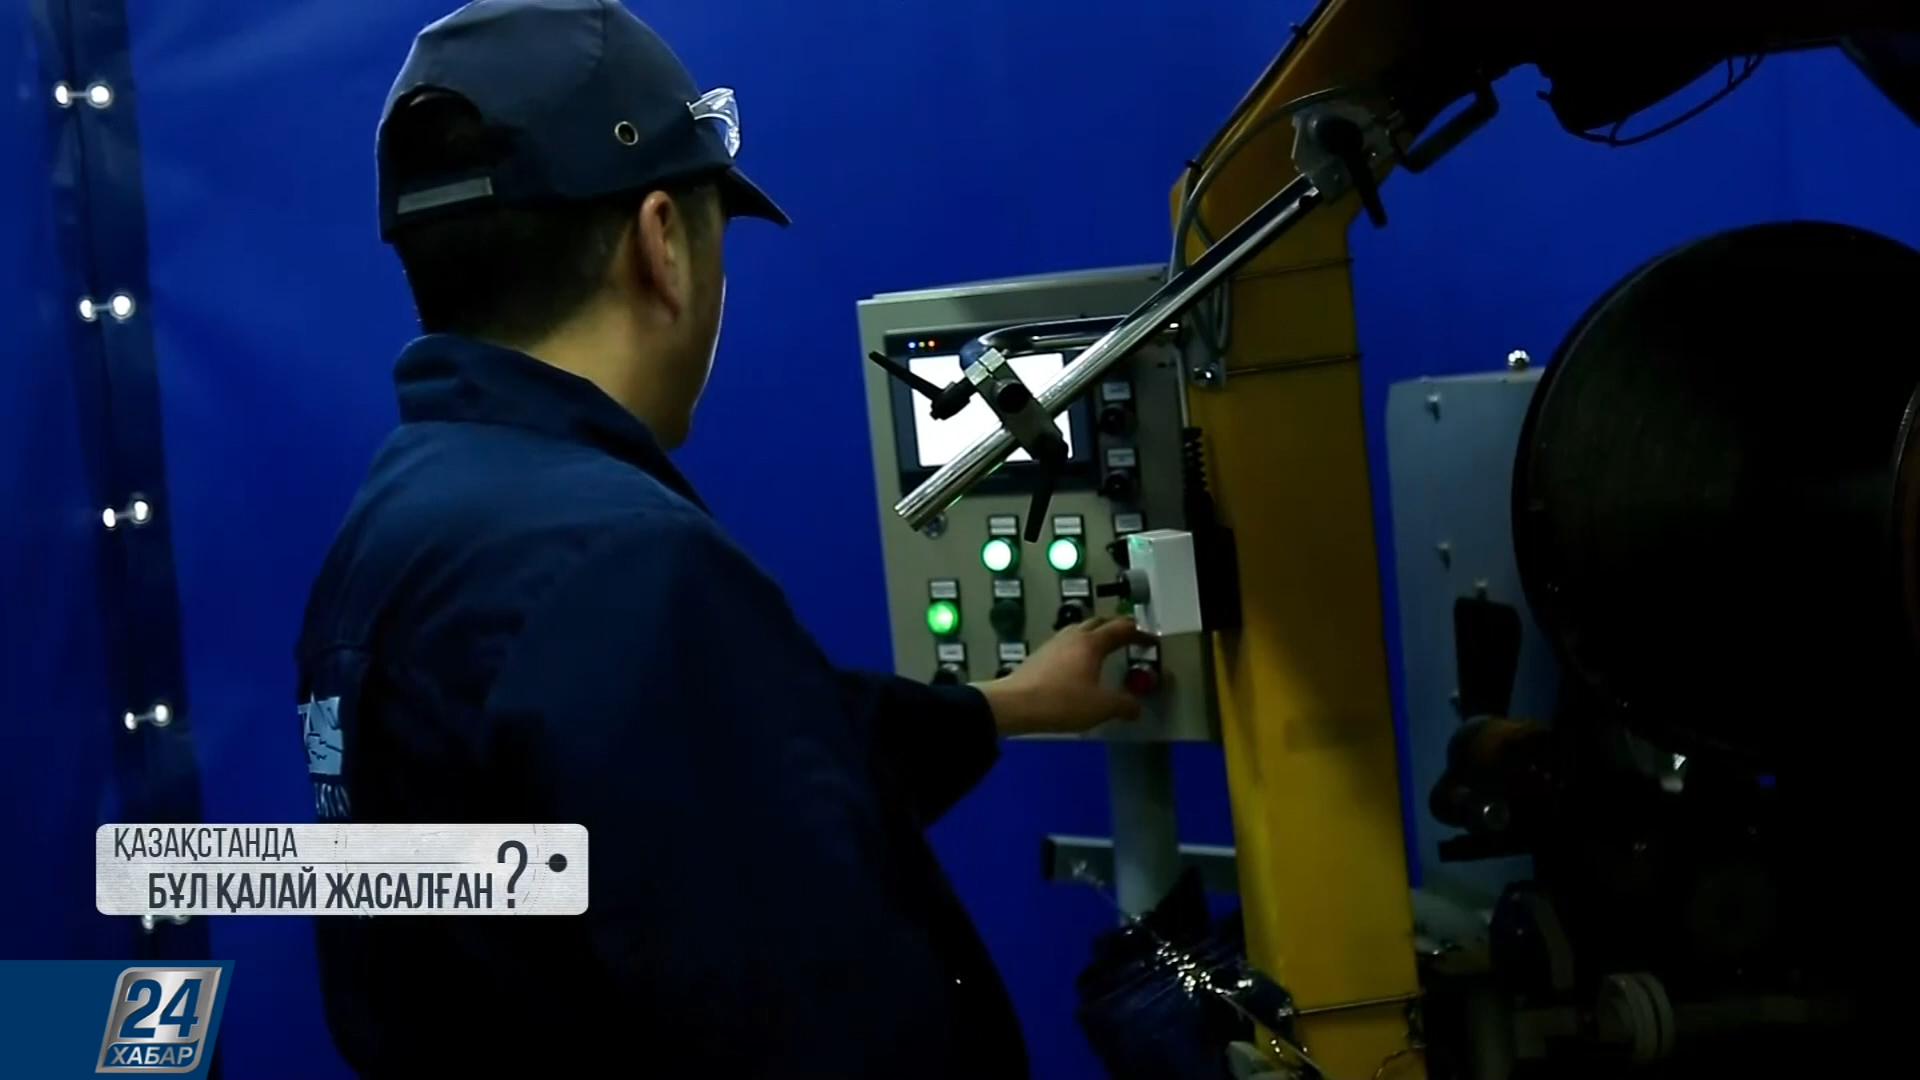 ҚАЗАҚСТАНДА
БҰЛ ҚАЛАЙ ЖАСАЛҒАН?
24
ХАБАР